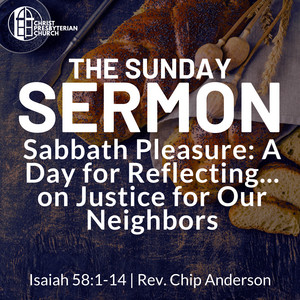 CHRIST
PRESBYTERIAN
CHURCH
THE SUNDAY
SERMON
Sabbath Pleasure: A
Day for Reflecting...
on Justice for Our
Neighbors
Isaiah 58:1-14 | Rev. Chip Anderson